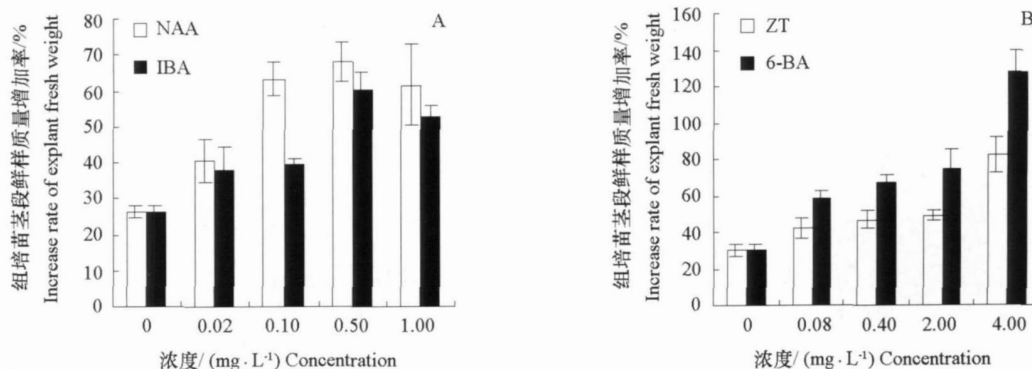 A
NAA
IBA
组培苗茎段鲜样质量增加率/%
Increase rate of explant fresh weight
80
70
60
50
40
30
20
10
0
0 0.02 0.10 0.50 1.00
浓度/ (mg · L⁻¹) Concentration
B
ZT
6-BA
组培苗茎段鲜样质量增加率/%
Increase rate of explant fresh weight
160
140
120
100
80
60
40
20
0
0 0.08 0.40 2.00 4.00
浓度/ (mg · L⁻¹) Concentration